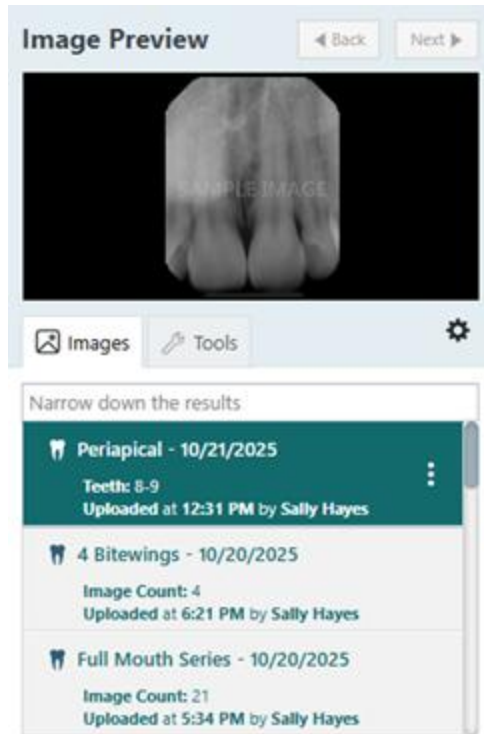 Image Preview
Back
Next
SAMPLE IMAGE
Images
Tools
Narrow down the results
Periapical - 10/21/2025
Teeth: 8-9
Uploaded at 12:31 PM by Sally Hayes
4 Bitewings - 10/20/2025
Image Count: 4
Uploaded at 6:21 PM by Sally Hayes
Full Mouth Series - 10/20/2025
Image Count: 21
Uploaded at 5:34 PM by Sally Hayes